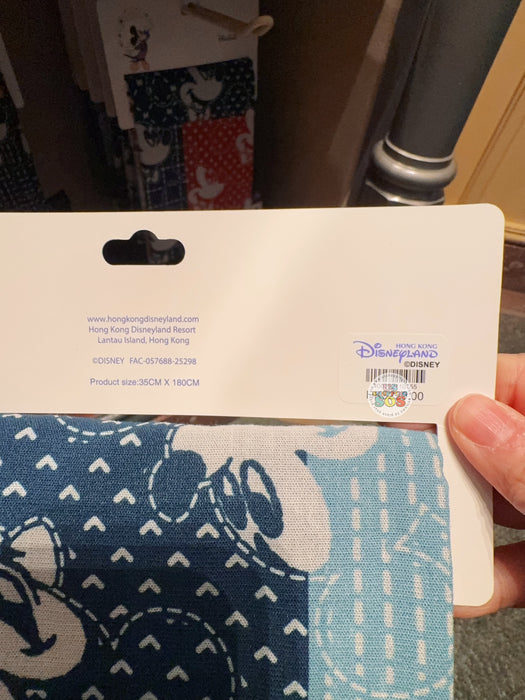 www.hongkongdisneyland.com
Hong Kong Disneyland Resort
Lantau Island, Hong Kong
©DISNEY FAC-057688-25298
Product size:35CM X 180CM
HONG KONG
DISNEYLAND
©DISNEY